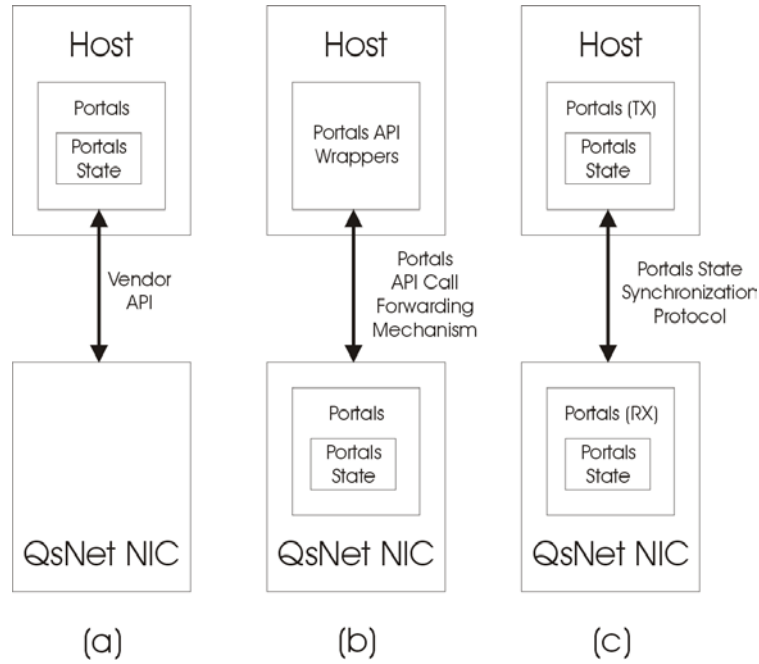 Host
Portals
Portals
State
Vendor
API
QsNet NIC
(a)
Host
Portals API
Wrappers
Portals
API Call
Forwarding
Mechanism
Portals
Portals
State
QsNet NIC
(b)
Host
Portals (TX)
Portals
State
Portals State
Synchronization
Protocol
Portals (RX)
Portals
State
QsNet NIC
(c)